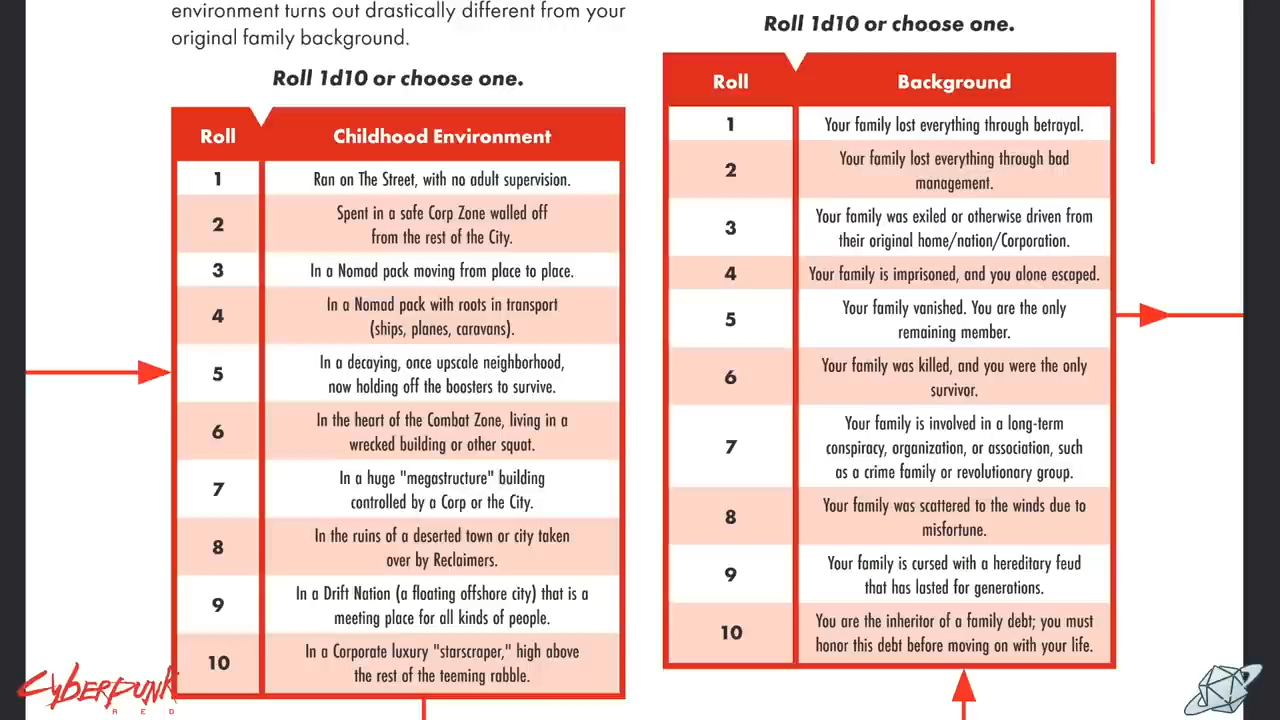 environment turns out drastically different from your
original family background.
Roll 1d10 or choose one.
Roll Childhood Environment
1 Ran on The Street, with no adult supervision.
2 Spent in a safe Corp Zone walled off
from the rest of the City.
3 In a Nomad pack moving from place to place.
4 In a Nomad pack with roots in transport
(ships, planes, caravans).
5 In a decaying, once upscale neighborhood,
now holding off the boosters to survive.
6 In the heart of the Combat Zone, living in a
wrecked building or other squat.
7 In a huge "megastructure" building
controlled by a Corp or the City.
8 In the ruins of a deserted town or city taken
over by Reclaimers.
9 In a Drift Nation (a floating offshore city) that is a
meeting place for all kinds of people.
10 In a Corporate luxury "starscraper," high above
the rest of the teeming rabble.
Roll 1d10 or choose one.
Roll Background
1 Your family lost everything through betrayal.
2 Your family lost everything through bad
management.
3 Your family was exiled or otherwise driven from
their original home/nation/Corporation.
4 Your family is imprisoned, and you alone escaped.
5 Your family vanished. You are the only
remaining member.
6 Your family was killed, and you were the only
survivor.
7 Your family is involved in a long-term
conspiracy, organization, or association, such
as a crime family or revolutionary group.
8 Your family was scattered to the winds due to
misfortune.
9 Your family is cursed with a hereditary feud
that has lasted for generations.
10 You are the inheritor of a family debt; you must
honor this debt before moving on with your life.
Cyberpunk
RED